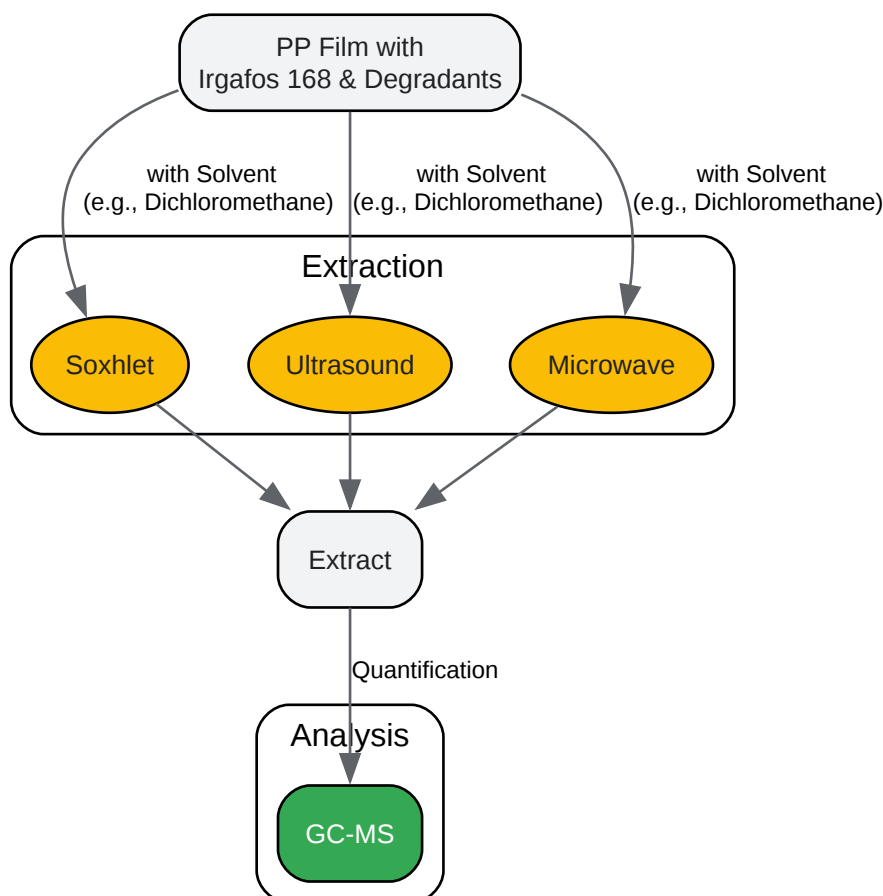 PP Film with
Irgafos 168 & Degradants
with Solvent
(e.g., Dichloromethane)
with Solvent
(e.g., Dichloromethane)
with Solvent
(e.g., Dichloromethane)
Extraction
Soxhlet
Ultrasound
Microwave
Extract
Quantification
Analysis
GC-MS